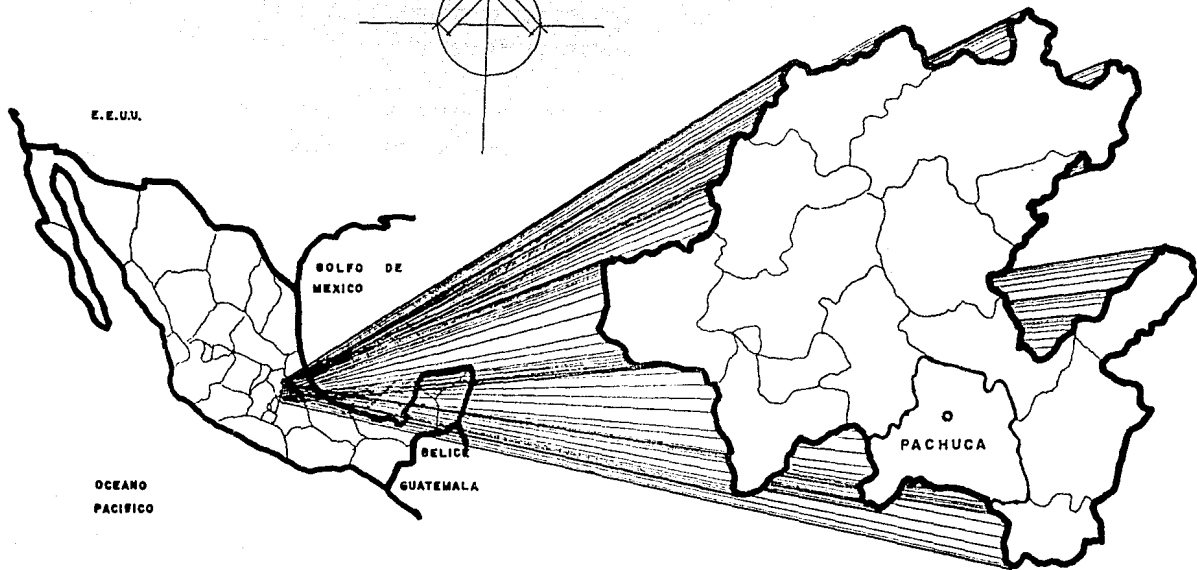 E.E.U.U.
GOLFO DE
MEXICO
BELICE
GUATEMALA
OCEANO
PACIFICO
PACHUCA